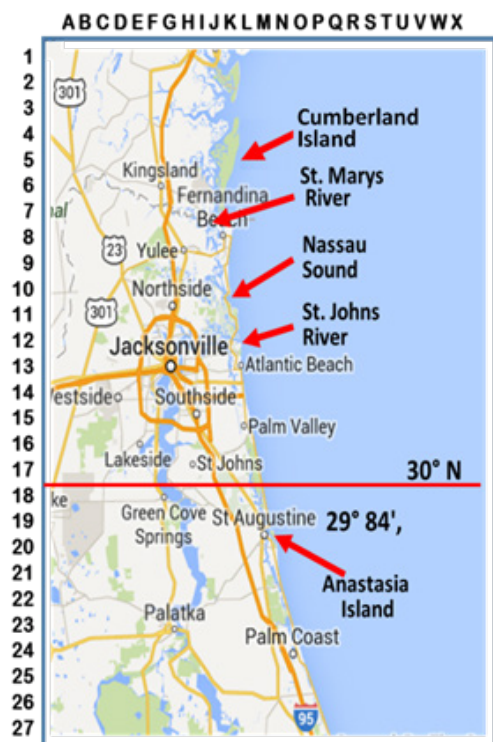 A B C D E F G H I J K L M N O P Q R S T U V W X
1
2
301
3
Cumberland
Island
4
5
Kingsland
St. Marys
River
6
Fernandina
Beach
7
8
23
Yulee
Nassau
Sound
9
10
Northside
301
11
St. Johns
River
12
Jacksonville
13
Atlantic Beach
14
Westside
Southside
15
Palm Valley
16
Lakeside
St Johns
17
30° N
18
ke
Green Cove
Springs
St Augustine
29° 84',
19
20
21
Anastasia
Island
22
Palatka
23
Palm Coast
24
25
26
95
27